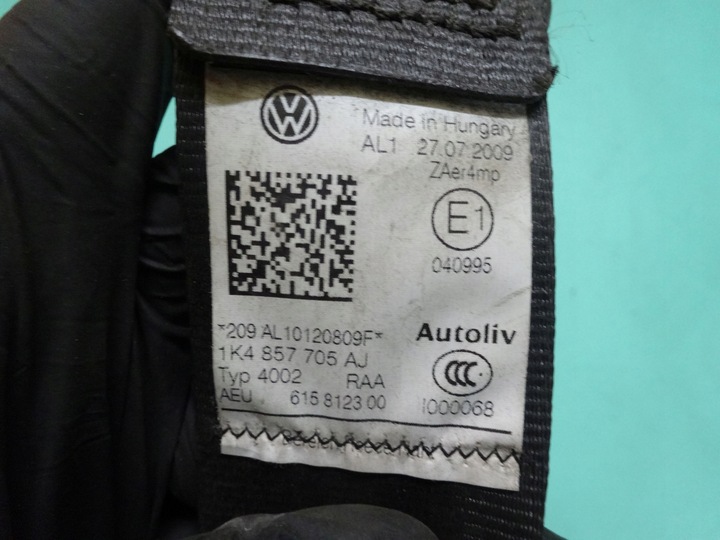 Made in Hungary
AL1 27.07.2009
ZAer4mp
E1
040995
*209 AL10120809F*
1K4 857 705 AJ
Typ 4002 RAA
AEU 615 8123 00
Autoliv
CCC
I000068